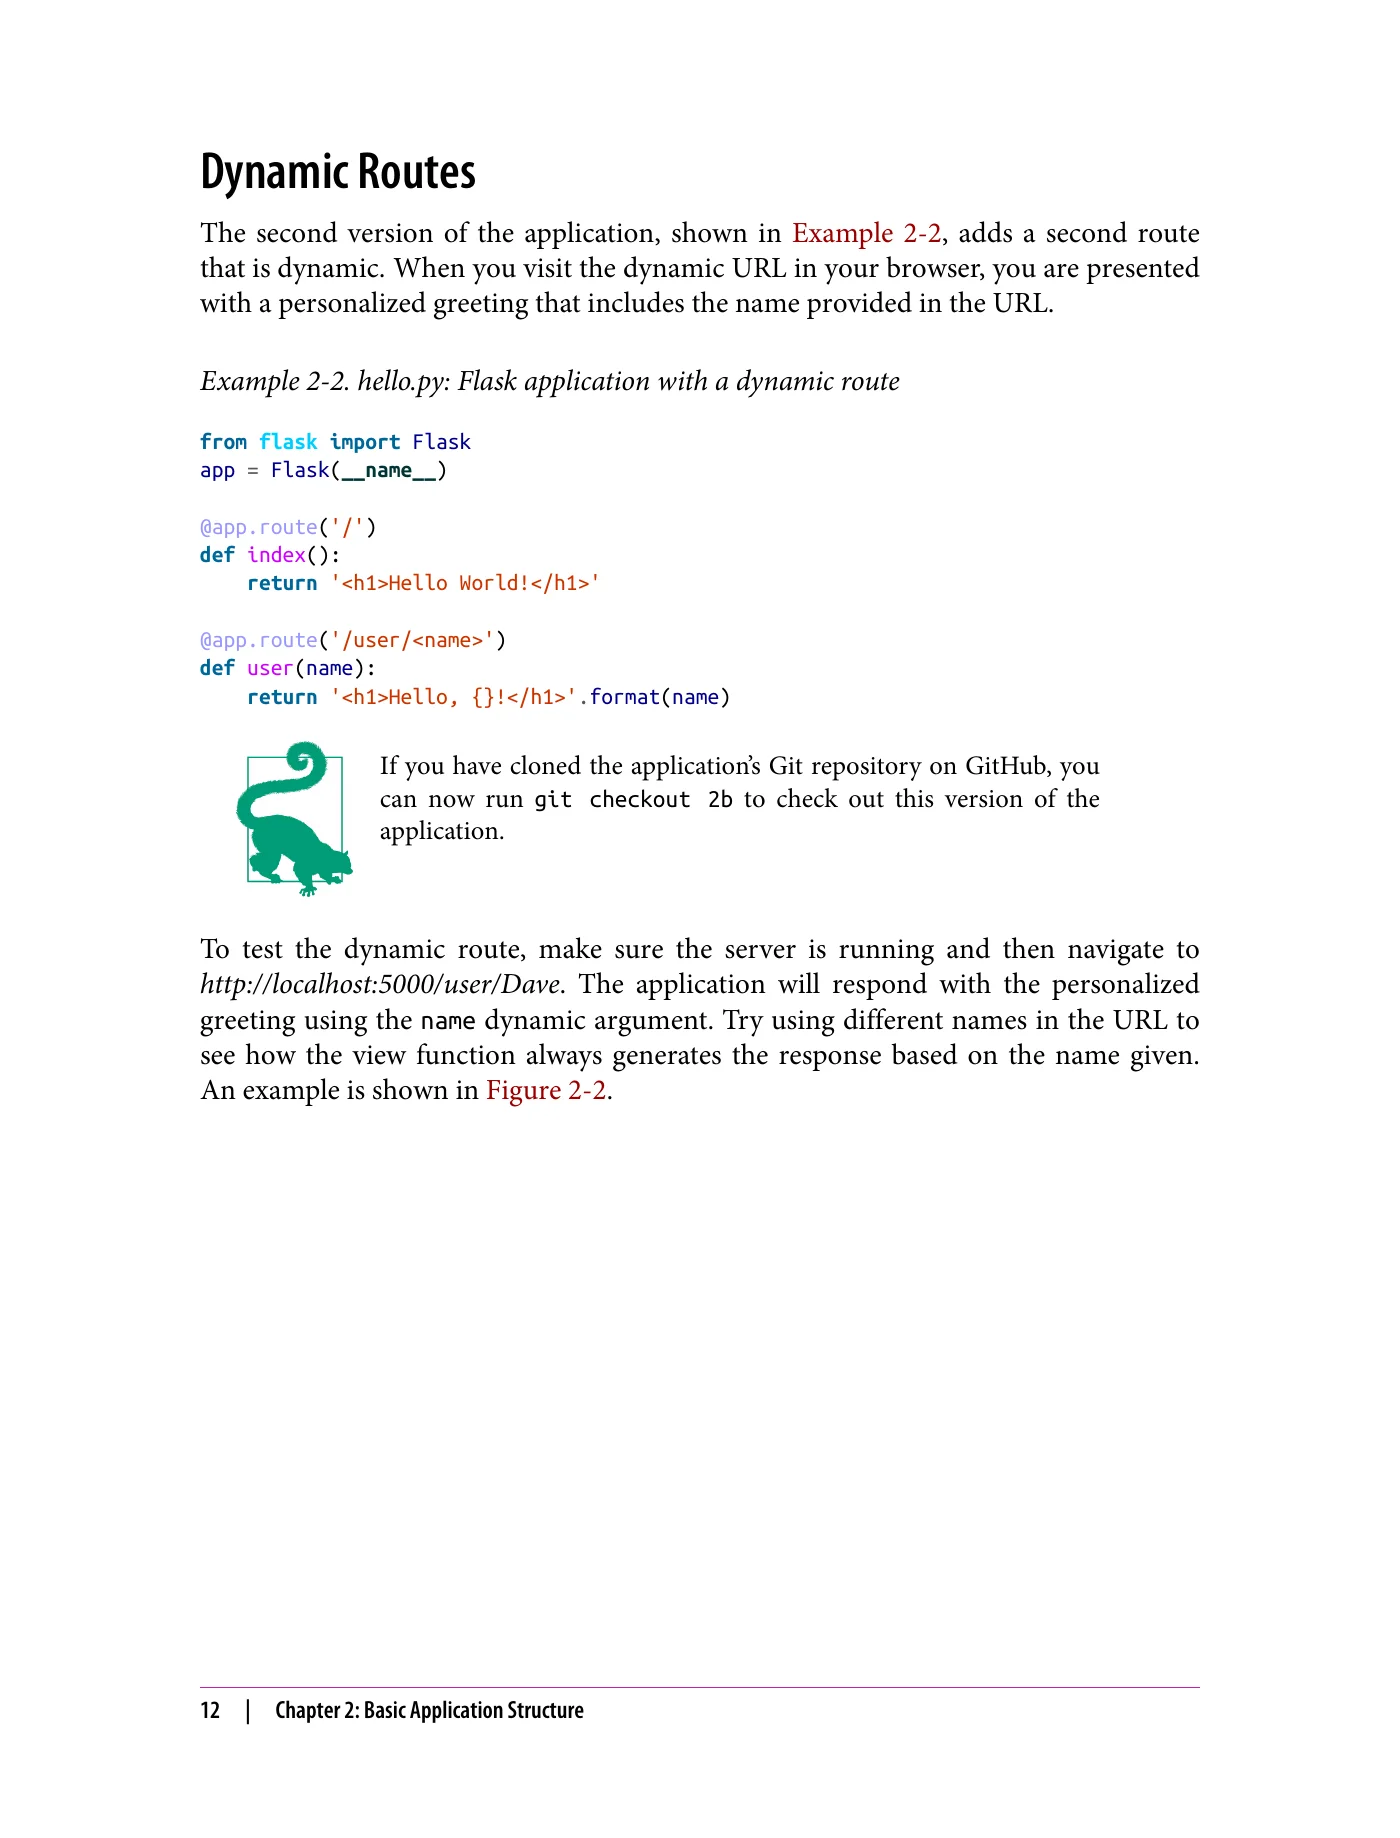 Dynamic Routes
The second version of the application, shown in Example 2-2, adds a second route
that is dynamic. When you visit the dynamic URL in your browser, you are presented
with a personalized greeting that includes the name provided in the URL.
Example 2-2. hello.py: Flask application with a dynamic route
from flask import Flask
app = Flask(__name__)
@app.route('/')
def index():
    return '<h1>Hello World!</h1>'
@app.route('/user/<name>')
def user(name):
    return '<h1>Hello, {}!</h1>'.format(name)
If you have cloned the application’s Git repository on GitHub, you
can now run git checkout 2b to check out this version of the
application.
To test the dynamic route, make sure the server is running and then navigate to
http://localhost:5000/user/Dave. The application will respond with the personalized
greeting using the name dynamic argument. Try using different names in the URL to
see how the view function always generates the response based on the name given.
An example is shown in Figure 2-2.
12 | Chapter 2: Basic Application Structure